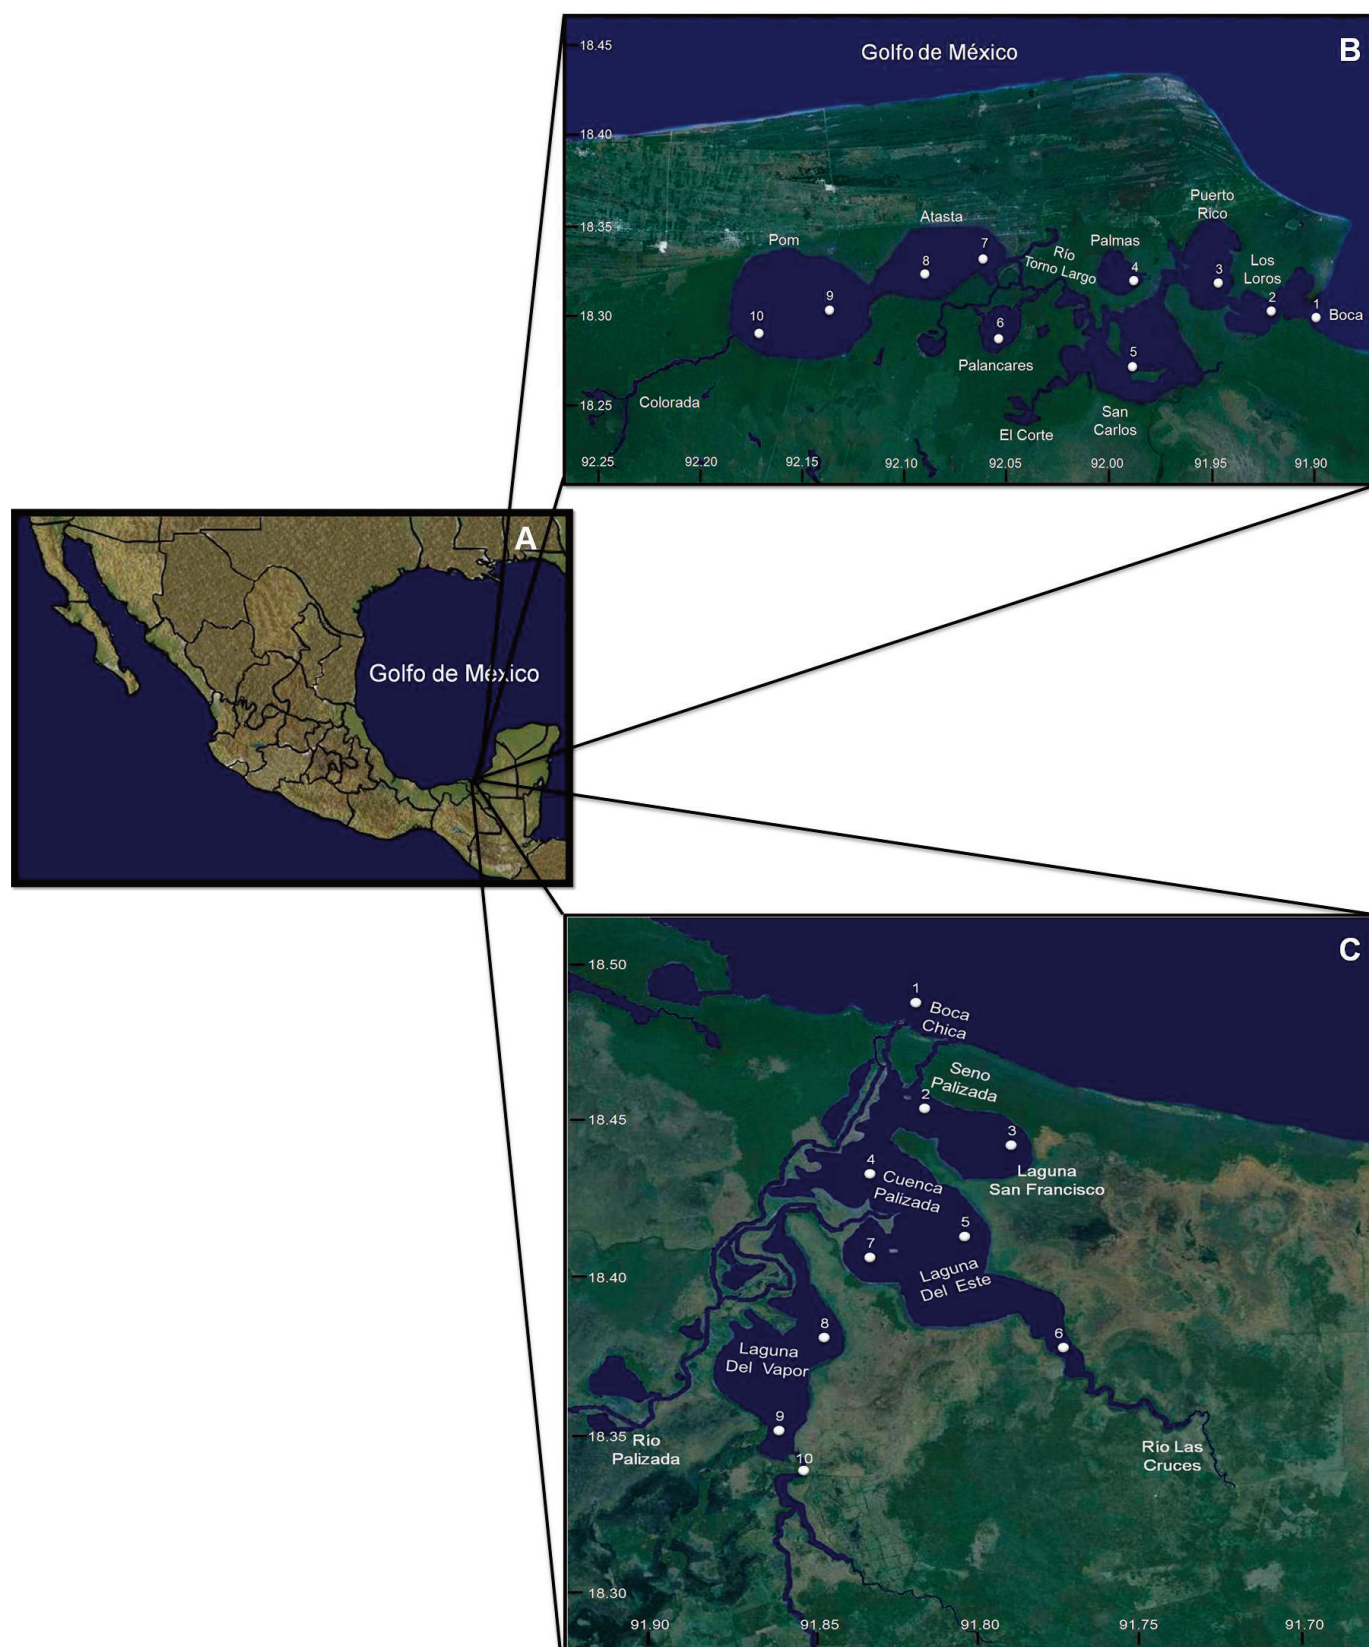 B
Golfo de México
18.45
18.40
18.35
18.30
18.25
Puerto
Rico
Atasta
Palmas
Pom
Río
Torno Largo
Los
Loros
7
8
4
3
2
1
9
10
6
5
Boca
Palancares
Colorada
San
Carlos
El Corte
92.25
92.20
92.15
92.10
92.05
92.00
91.95
91.90
A
Golfo de México
C
18.50
18.45
18.40
18.35
18.30
1
Boca
Chica
Seno
Palizada
2
3
4
Laguna
San Francisco
Cuenca
Palizada
5
7
Laguna
Del Este
8
6
Laguna
Del Vapor
9
Río
Palizada
10
Río Las
Cruces
91.90
91.85
91.80
91.75
91.70